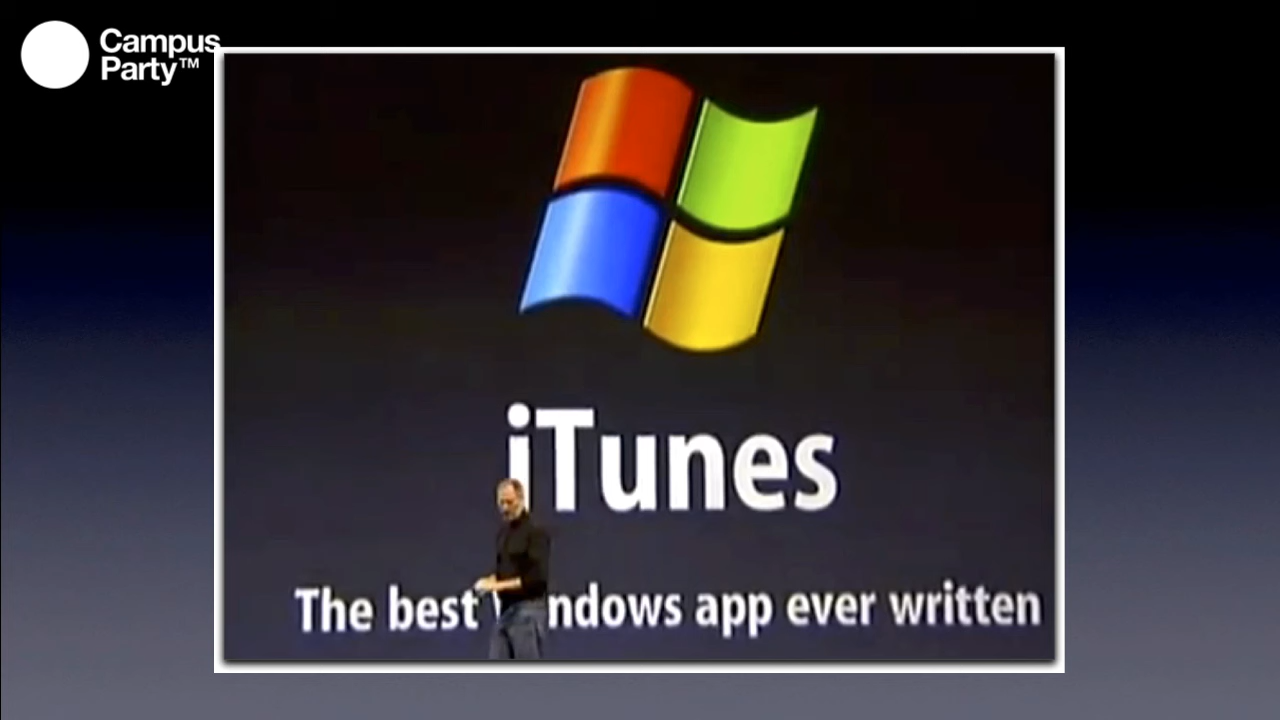 Campus
Party™
iTunes
The best ndows app ever written